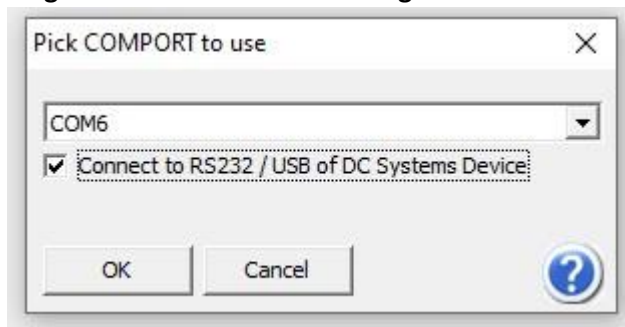 Pick COMPORT to use
COM6
Connect to RS232 / USB of DC Systems Device
OK Cancel